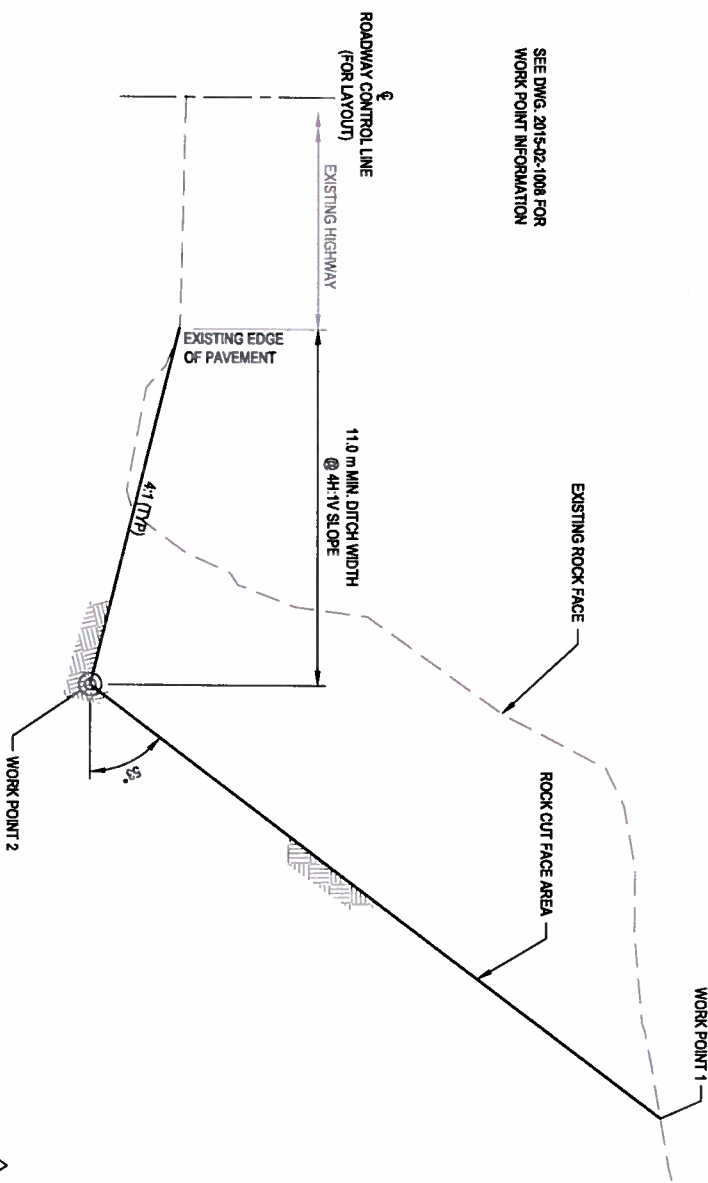 SEE DWG. 2015-02-1008 FOR
WORK POINT INFORMATION
℄
ROADWAY CONTROL LINE
(FOR LAYOUT)
EXISTING HIGHWAY
EXISTING EDGE
OF PAVEMENT
11.0 m MIN. DITCH WIDTH
@ 4H:1V SLOPE
4:1 (TYP)
EXISTING ROCK FACE
ROCK CUT FACE AREA
WORK POINT 1
53°
WORK POINT 2